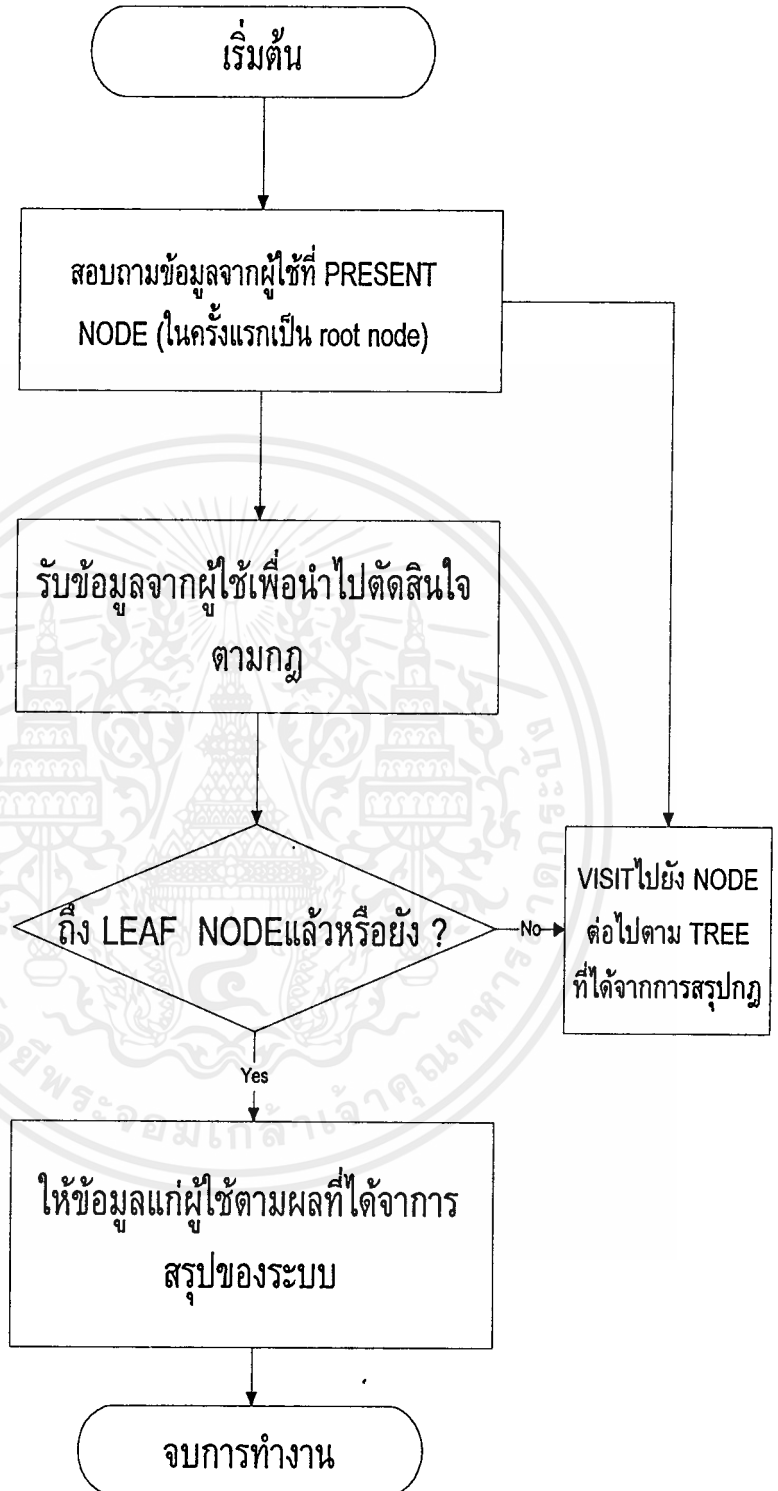 เริ่มต้น
สอบถามข้อมูลจากผู้ใช้ที่ PRESENT
NODE (ในครั้งแรกเป็น root node)
รับข้อมูลจากผู้ใช้เพื่อนำไปตัดสินใจ
ตามกฎ
ถึง LEAF NODEแล้วหรือยัง ?
No
VISITไปยัง NODE
ต่อไปตาม TREE
ที่ได้จากการสรุปกฎ
Yes
ให้ข้อมูลแก่ผู้ใช้ตามผลที่ได้จาการ
สรุปของระบบ
จบการทำงาน